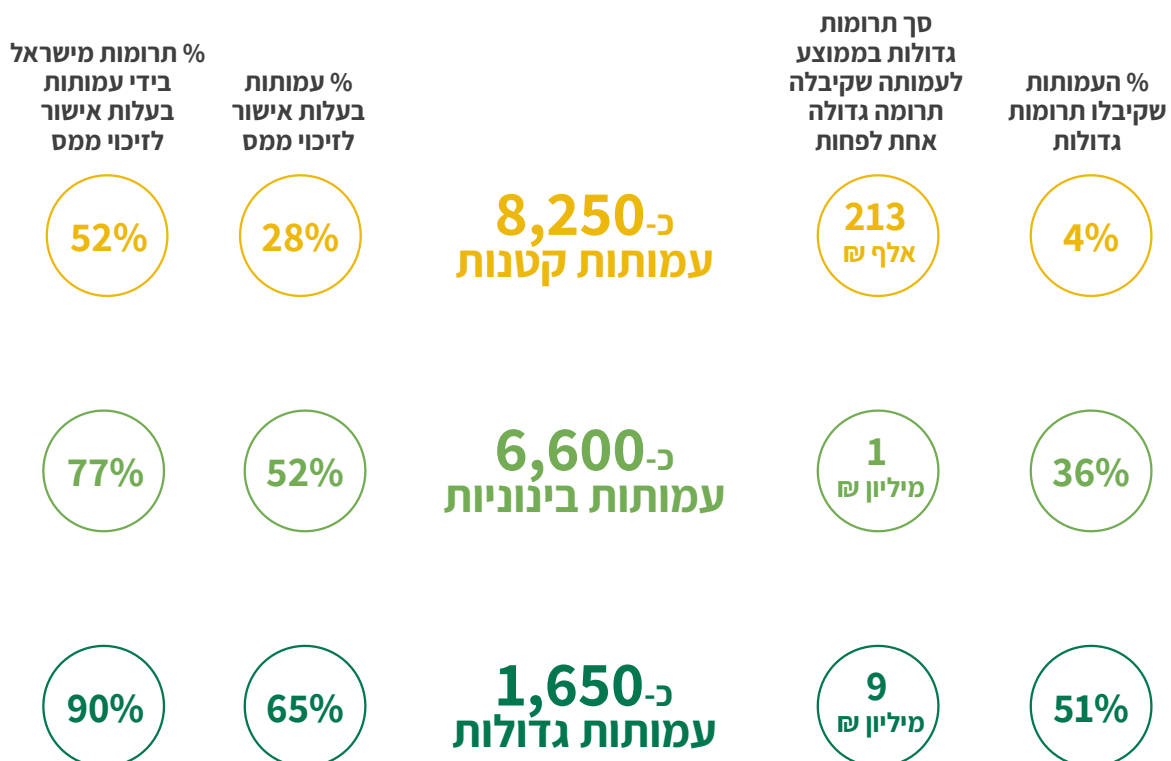 % העמותות
שקיבלו תרומות
גדולות
סך תרומות
גדולות בממוצע
לעמותה שקיבלה
תרומה גדולה
אחת לפחות
% עמותות
בעלות אישור
לזיכוי ממס
% תרומות מישראל
בידי עמותות
בעלות אישור
לזיכוי ממס
4%
213
אלף ₪
כ-8,250
עמותות קטנות
28%
52%
36%
1
מיליון ₪
כ-6,600
עמותות בינוניות
52%
77%
51%
9
מיליון ₪
כ-1,650
עמותות גדולות
65%
90%